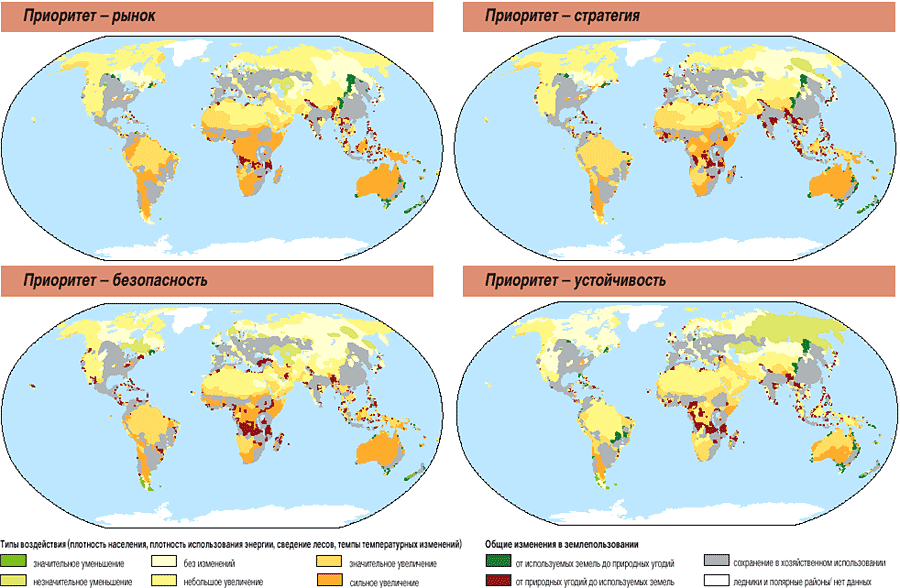 Приоритет – рынок
Приоритет – стратегия
Приоритет – безопасность
Приоритет – устойчивость
Типы воздействия (плотность населения, плотность использования энергии, сведение лесов, темпы температурных изменений)
значительное уменьшение
незначительное уменьшение
без изменений
небольшое увеличение
значительное увеличение
сильное увеличение
Общие изменения в землепользовании
от используемых земель до природных угодий
от природных угодий до используемых земель
сохранение в хозяйственном использовании
ледники и полярные районы/ нет данных